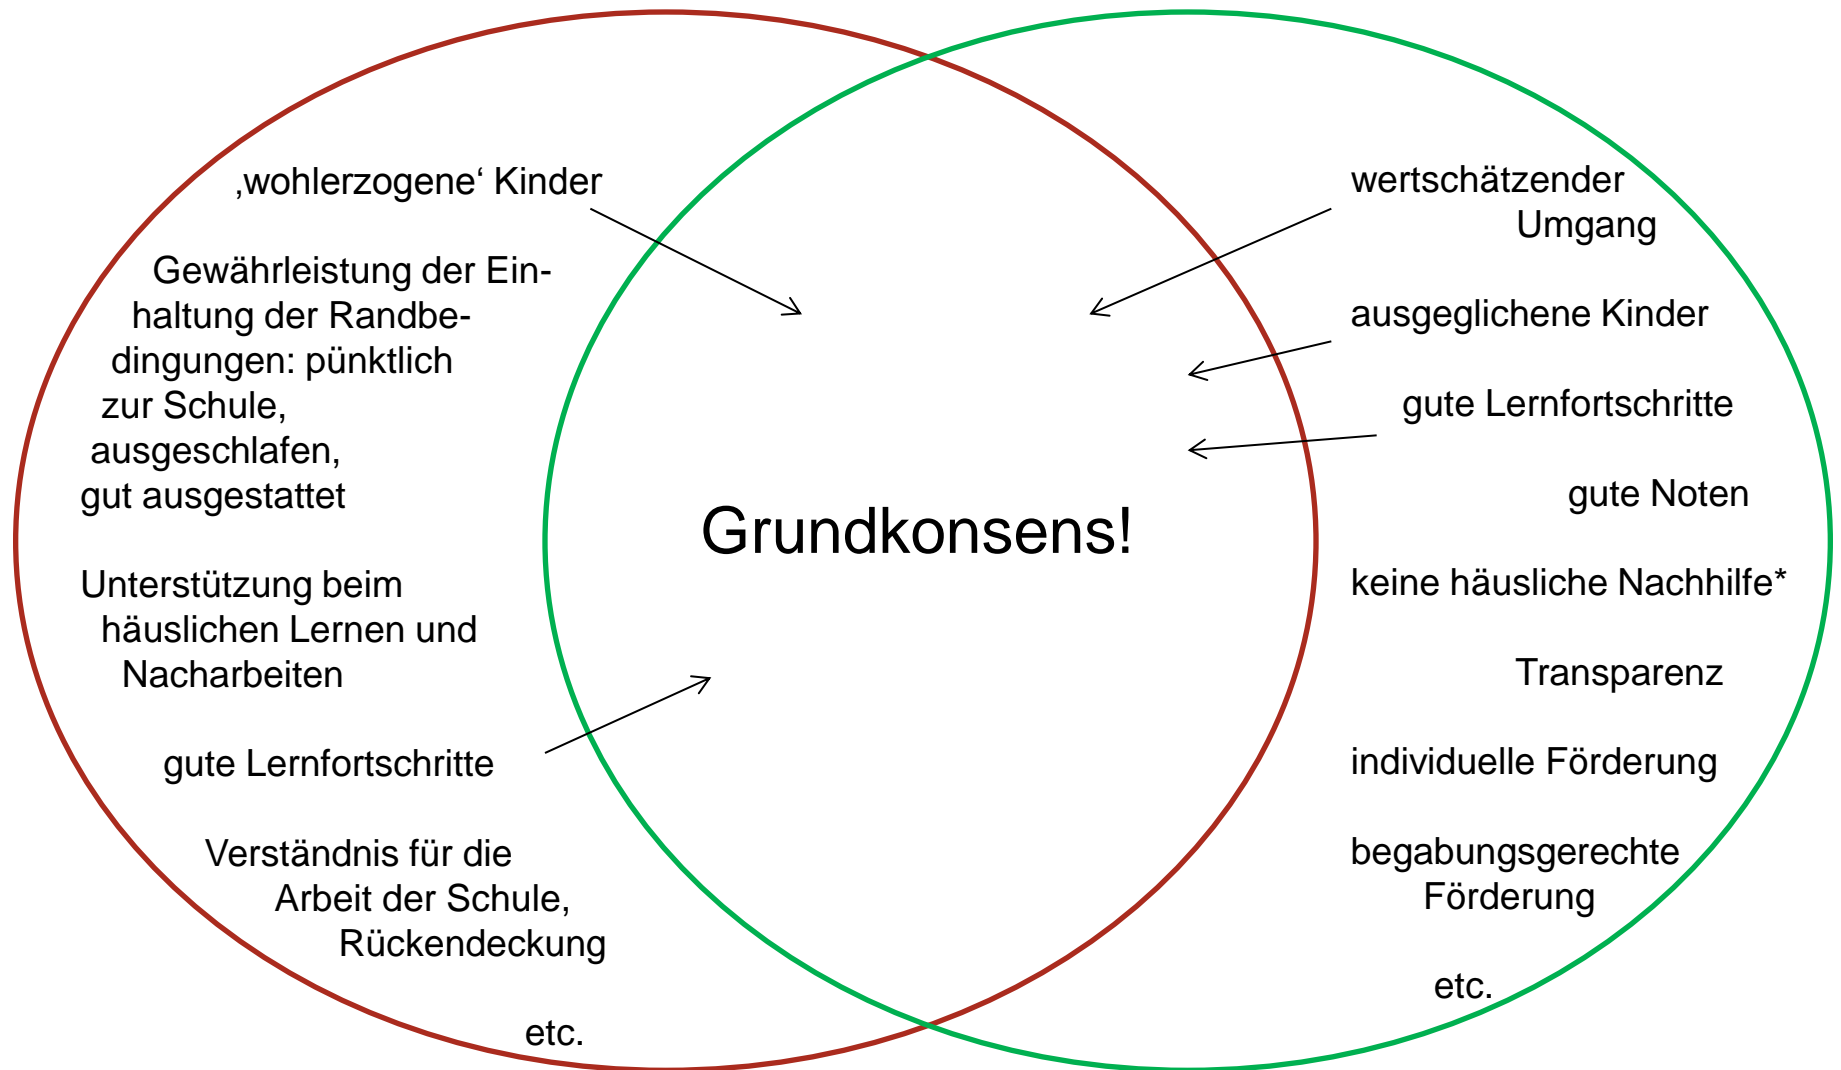 ‚wohlerzogene‘ Kinder
Gewährleistung der Ein-
haltung der Randbe-
dingungen: pünktlich
zur Schule,
ausgeschlafen,
gut ausgestattet
Unterstützung beim
häuslichen Lernen und
Nacharbeiten
gute Lernfortschritte
Verständnis für die
Arbeit der Schule,
Rückendeckung
etc.
Grundkonsens!
wertschätzender
Umgang
ausgeglichene Kinder
gute Lernfortschritte
gute Noten
keine häusliche Nachhilfe*
Transparenz
individuelle Förderung
begabungsgerechte
Förderung
etc.